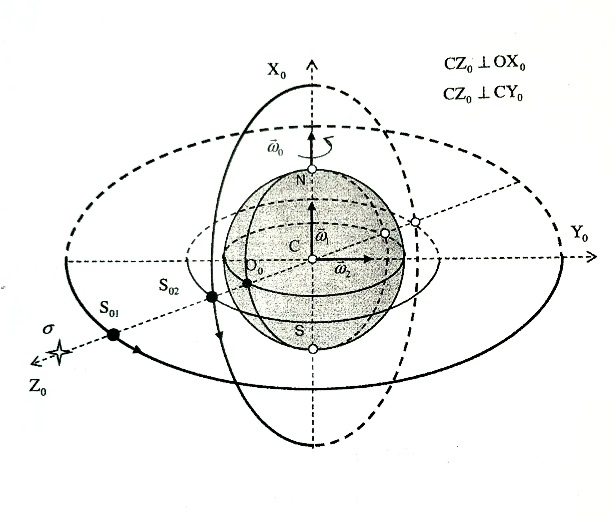 X₀
CZ₀ ⊥ OX₀
CZ₀ ⊥ CY₀
ω⃗₀
N
Y₀
C
ω⃗₁
O₀
ω⃗₂
S₀₂
S₀₁
S
σ
Z₀